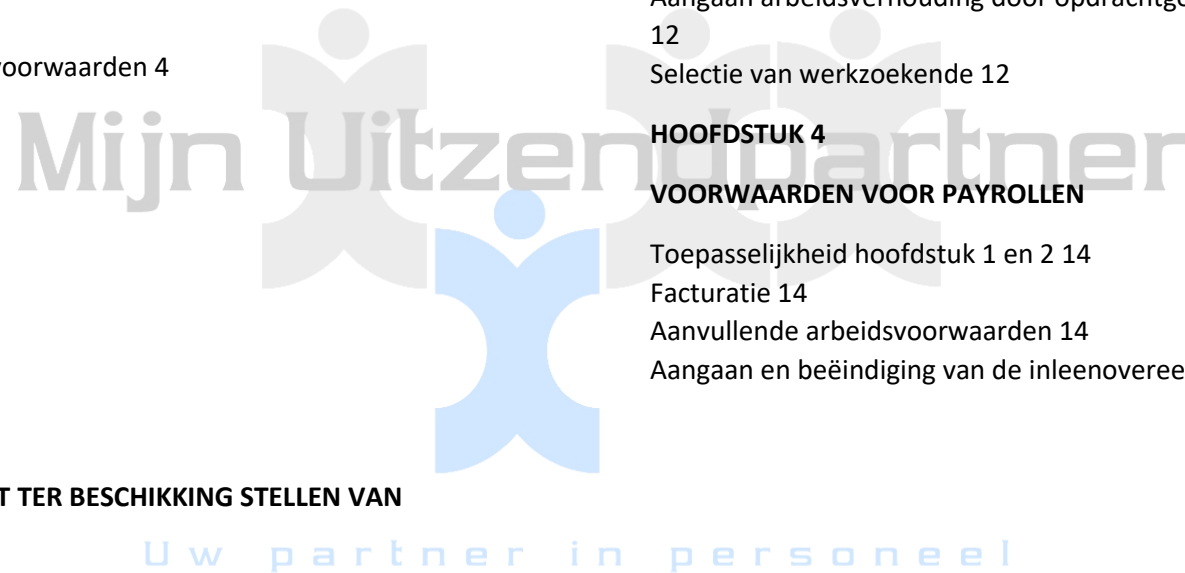 voorwaarden 4
T TER BESCHIKKING STELLEN VAN
Aangaan arbeidsverhouding door
12
Selectie van werkzoekende 12
HOOFDSTUK 4
VOORWAARDEN VOOR PAYROLLEN
Toepasselijkheid hoofdstuk 1 en 2 14
Facturatie 14
Aanvullende arbeidsvoorwaarden 14
Aangaan en beëindiging van de
Mijn Uitzendpartner
Uw partner in personeel